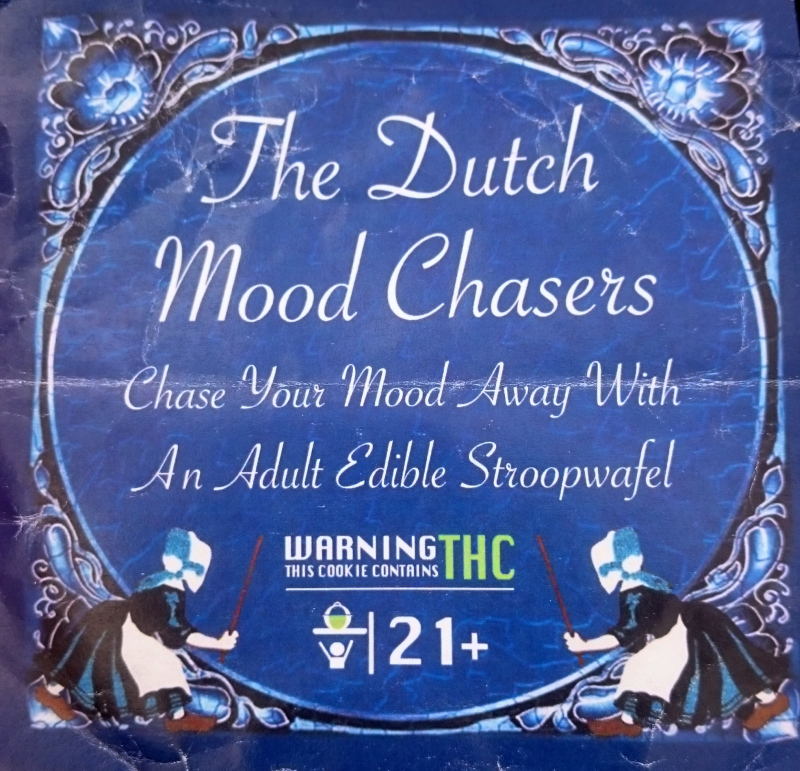 The Dutch
Mood Chasers
Chase Your Mood Away With
An Adult Edible Stroopwafel
WARNING THC
THIS COOKIE CONTAINS
21+